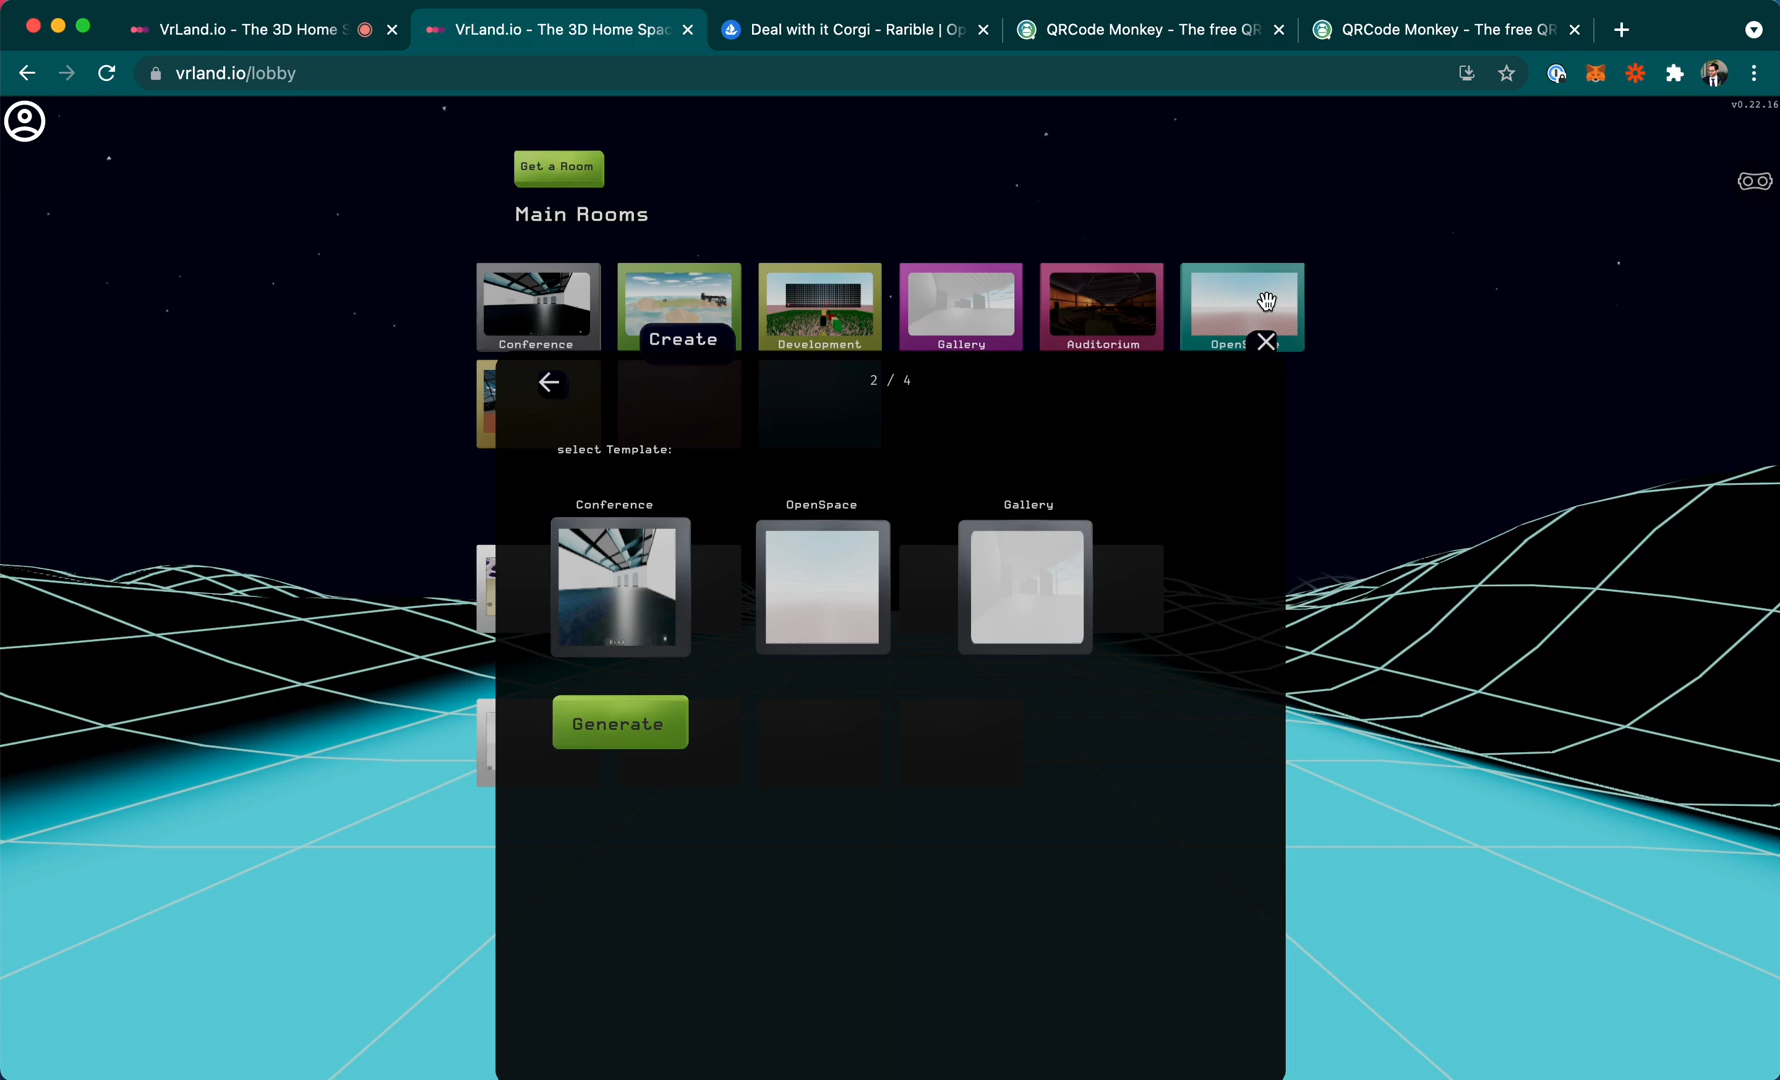 VrLand.io - The 3D Home S
VrLand.io - The 3D Home Spac
Deal with it Corgi - Rarible | Op
QRCode Monkey - The free QR
QRCode Monkey - The free QR
vrland.io/lobby
v0.22.16
Get a Room
Main Rooms
Conference
Development
Gallery
Auditorium
OpenS
Create
2 / 4
select Template:
Conference
OpenSpace
Gallery
Generate